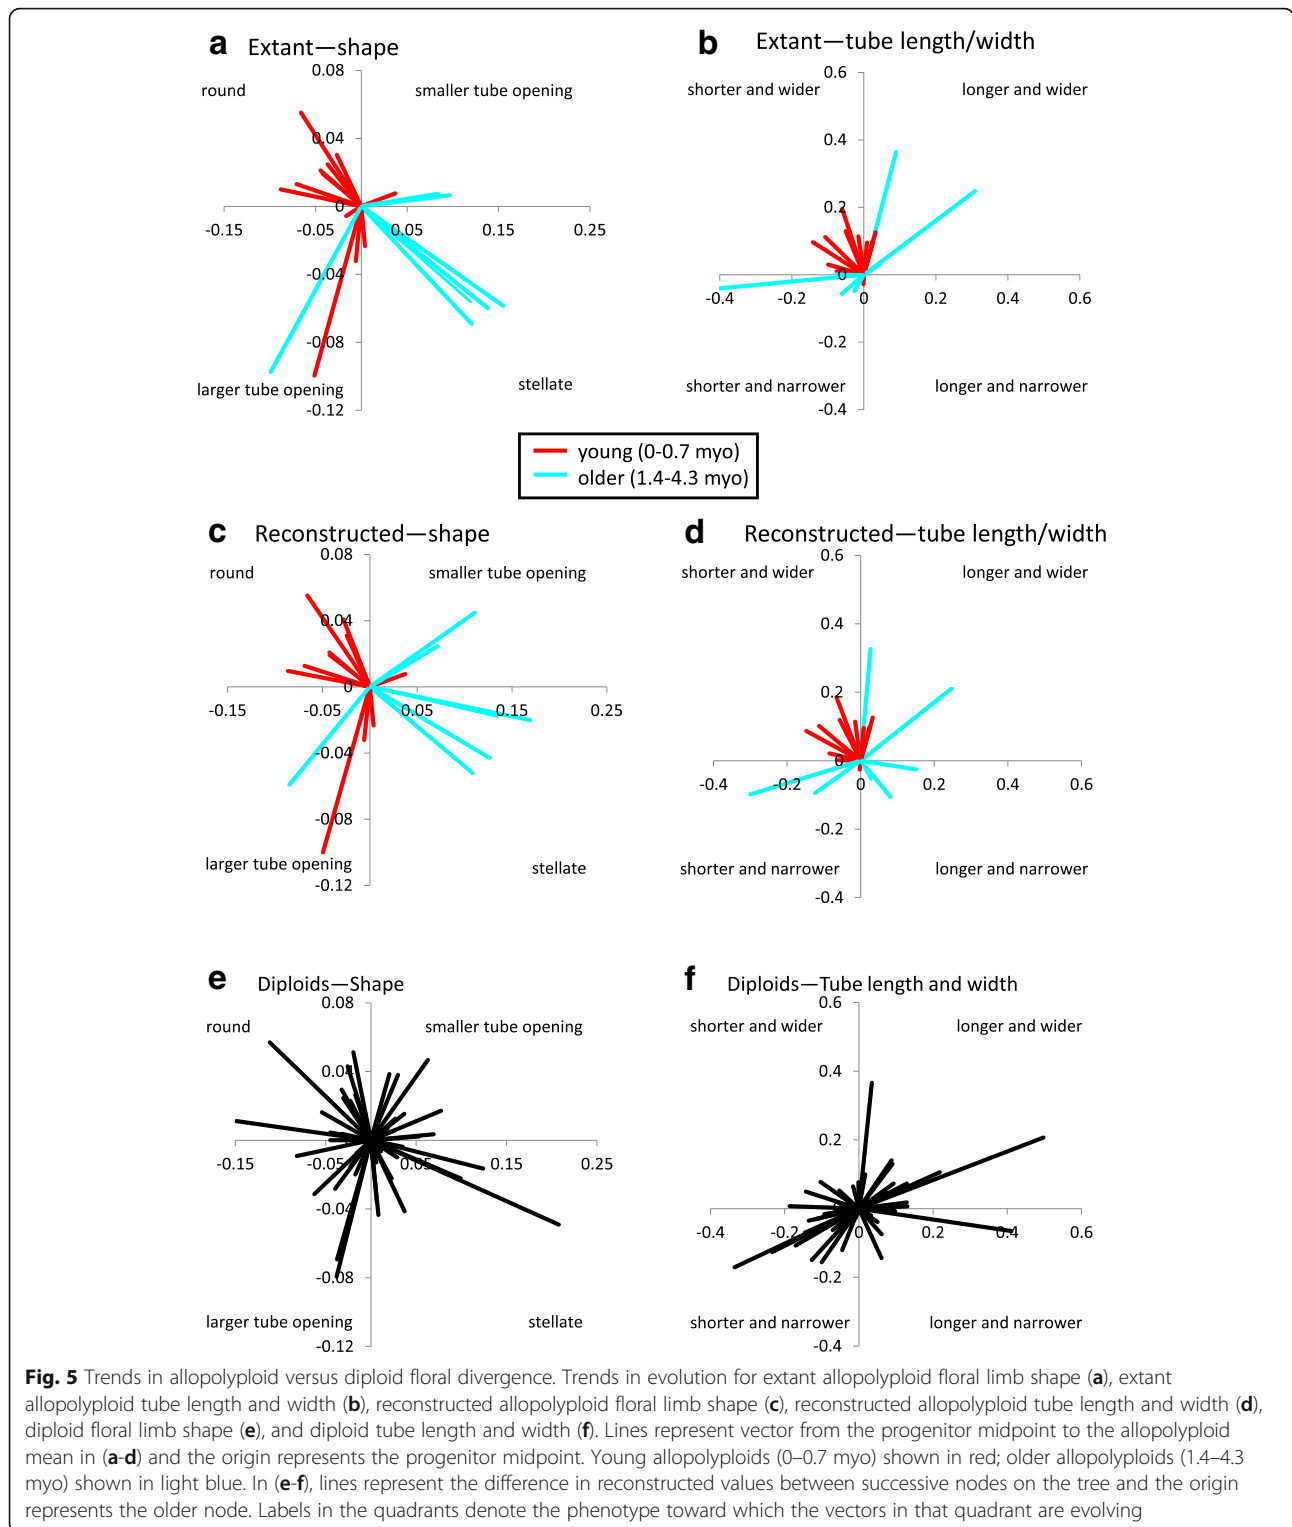 a Extant—shape
0.08
round
smaller tube opening
0.04
0
-0.15
-0.05
0.05
0.15
0.25
-0.04
-0.08
larger tube opening
stellate
-0.12
b Extant—tube length/width
0.6
shorter and wider
longer and wider
0.4
0.2
0
-0.4
-0.2
0
0.2
0.4
0.6
-0.2
shorter and narrower
longer and narrower
-0.4
young (0-0.7 myo)
older (1.4-4.3 myo)
c Reconstructed—shape
0.08
round
smaller tube opening
0.04
0
-0.15
-0.05
0.05
0.15
0.25
-0.04
-0.08
larger tube opening
stellate
-0.12
d Reconstructed—tube length/width
0.6
shorter and wider
longer and wider
0.4
0.2
0
-0.4
-0.2
0
0.2
0.4
0.6
-0.2
shorter and narrower
longer and narrower
-0.4
e Diploids—Shape
0.08
round
smaller tube opening
0.04
-0.15
-0.05
0.05
0.15
0.25
-0.04
-0.08
larger tube opening
stellate
-0.12
f Diploids—Tube length and width
0.6
shorter and wider
longer and wider
0.4
0.2
-0.4
-0.2
0
0.2
0.4
0.6
-0.2
shorter and narrower
longer and narrower
-0.4
Fig. 5 Trends in allopolyploid versus diploid floral divergence. Trends in evolution for extant allopolyploid floral limb shape (a), extant
allopolyploid tube length and width (b), reconstructed allopolyploid floral limb shape (c), reconstructed allopolyploid tube length and width (d),
diploid floral limb shape (e), and diploid tube length and width (f). Lines represent vector from the progenitor midpoint to the allopolyploid
mean in (a-d) and the origin represents the progenitor midpoint. Young allopolyploids (0–0.7 myo) shown in red; older allopolyploids (1.4–4.3
myo) shown in light blue. In (e-f), lines represent the difference in reconstructed values between successive nodes on the tree and the origin
represents the older node. Labels in the quadrants denote the phenotype toward which the vectors in that quadrant are evolving